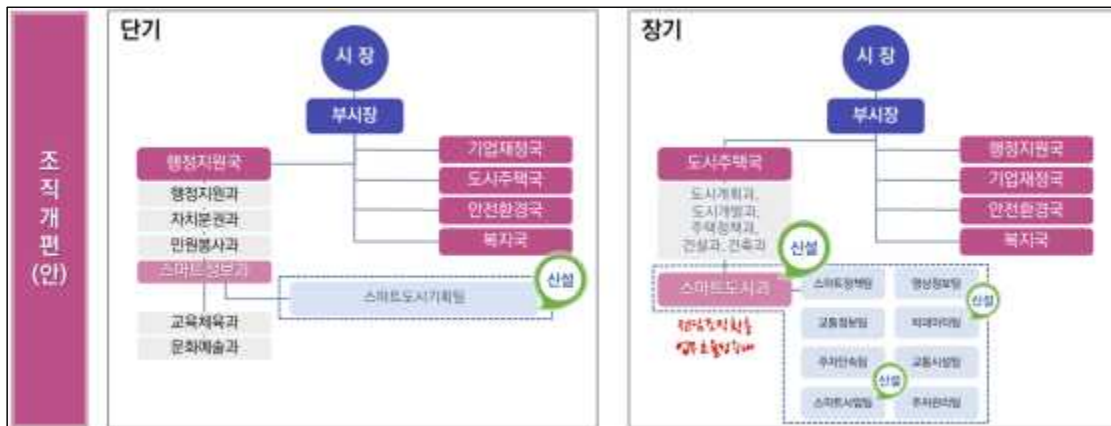 조
직
개
편
(안)
단기
시 장
부시장
행정지원국
행정지원과
자치분권과
민원봉사과
스마트정보과
교육체육과
문화예술과
기업재정국
도시주택국
안전환경국
복지국
스마트도시기획팀
신설
장기
시 장
부시장
도시주택국
도시계획과,
도시개발과,
주택정책과,
건설과, 건축과
신설
스마트도시과
행정지원국
기업재정국
안전환경국
복지국
스마트정책팀
영상정보팀
신설
교통정보팀
빅데이터팀
주차단속팀
교통시설팀
신설
스마트사업팀
주차관리팀